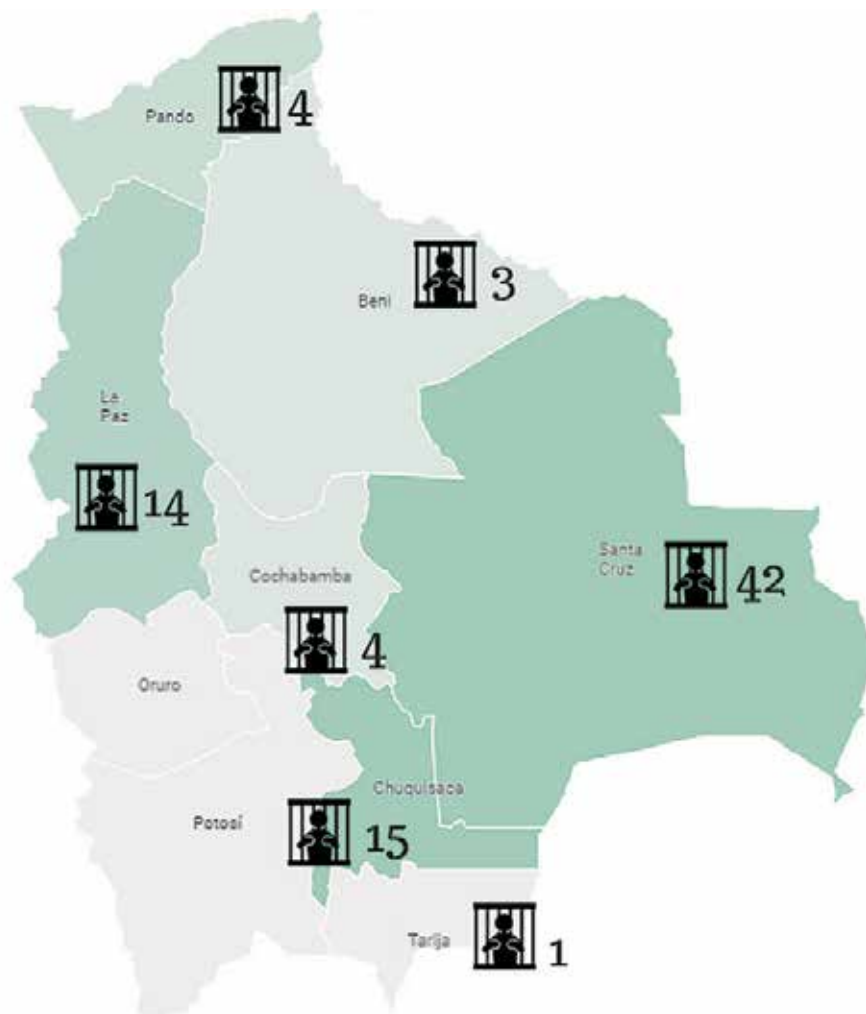 Pando
4
Beni
3
La
Paz
14
Santa
Cruz
42
Cochabamba
4
Oruro
Chuquisaca
Potosí
15
Tarija
1